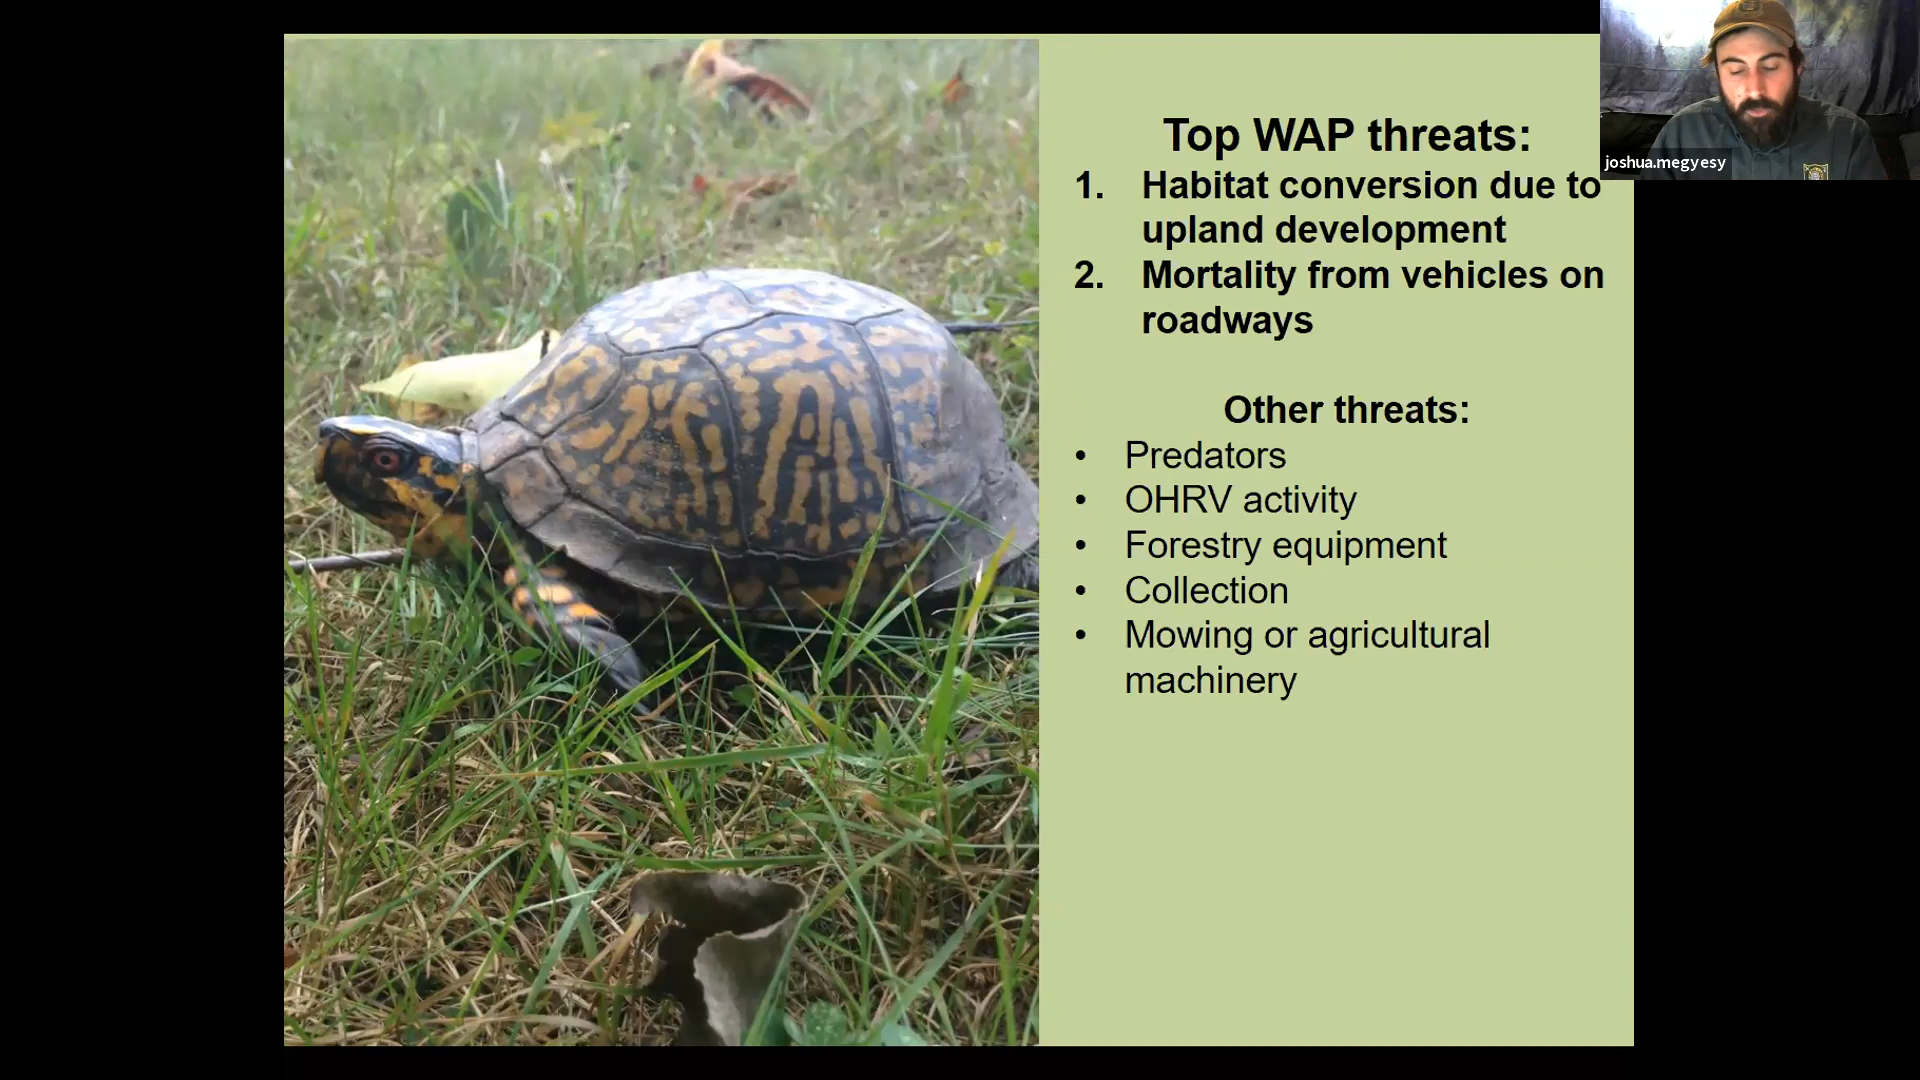 Top WAP threats:
1. Habitat conversion due to
upland development
2. Mortality from vehicles on
roadways
Other threats:
• Predators
• OHRV activity
• Forestry equipment
• Collection
• Mowing or agricultural
machinery
joshua.megyesy